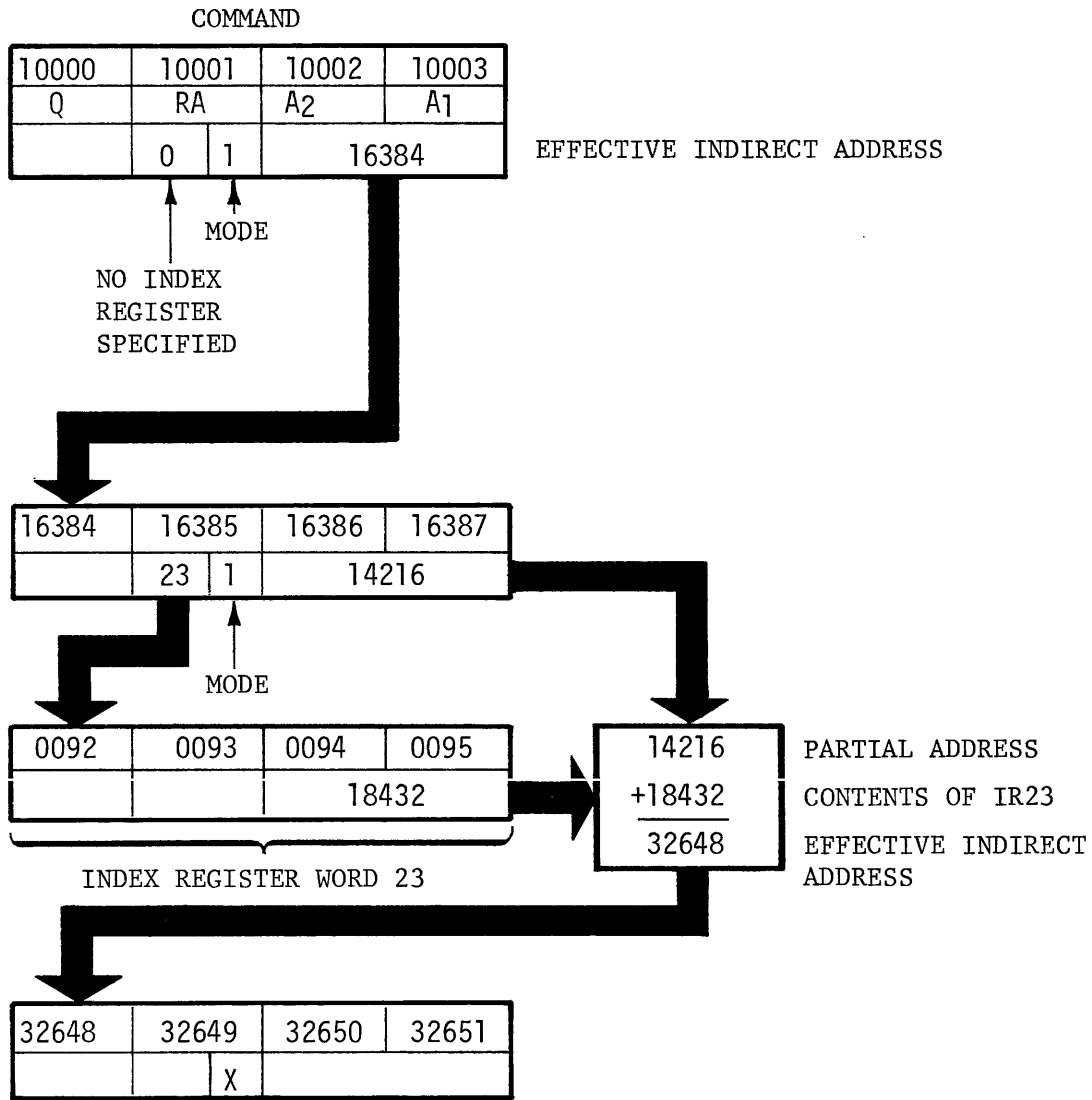 COMMAND
10000 10001 10002 10003
Q RA A2 A1
0 1 16384 EFFECTIVE INDIRECT ADDRESS
MODE
NO INDEX
REGISTER
SPECIFIED
16384 16385 16386 16387
23 1 14216
MODE
0092 0093 0094 0095
18432
INDEX REGISTER WORD 23
14216 PARTIAL ADDRESS
+18432 CONTENTS OF IR23
32648 EFFECTIVE INDIRECT
ADDRESS
32648 32649 32650 32651
X